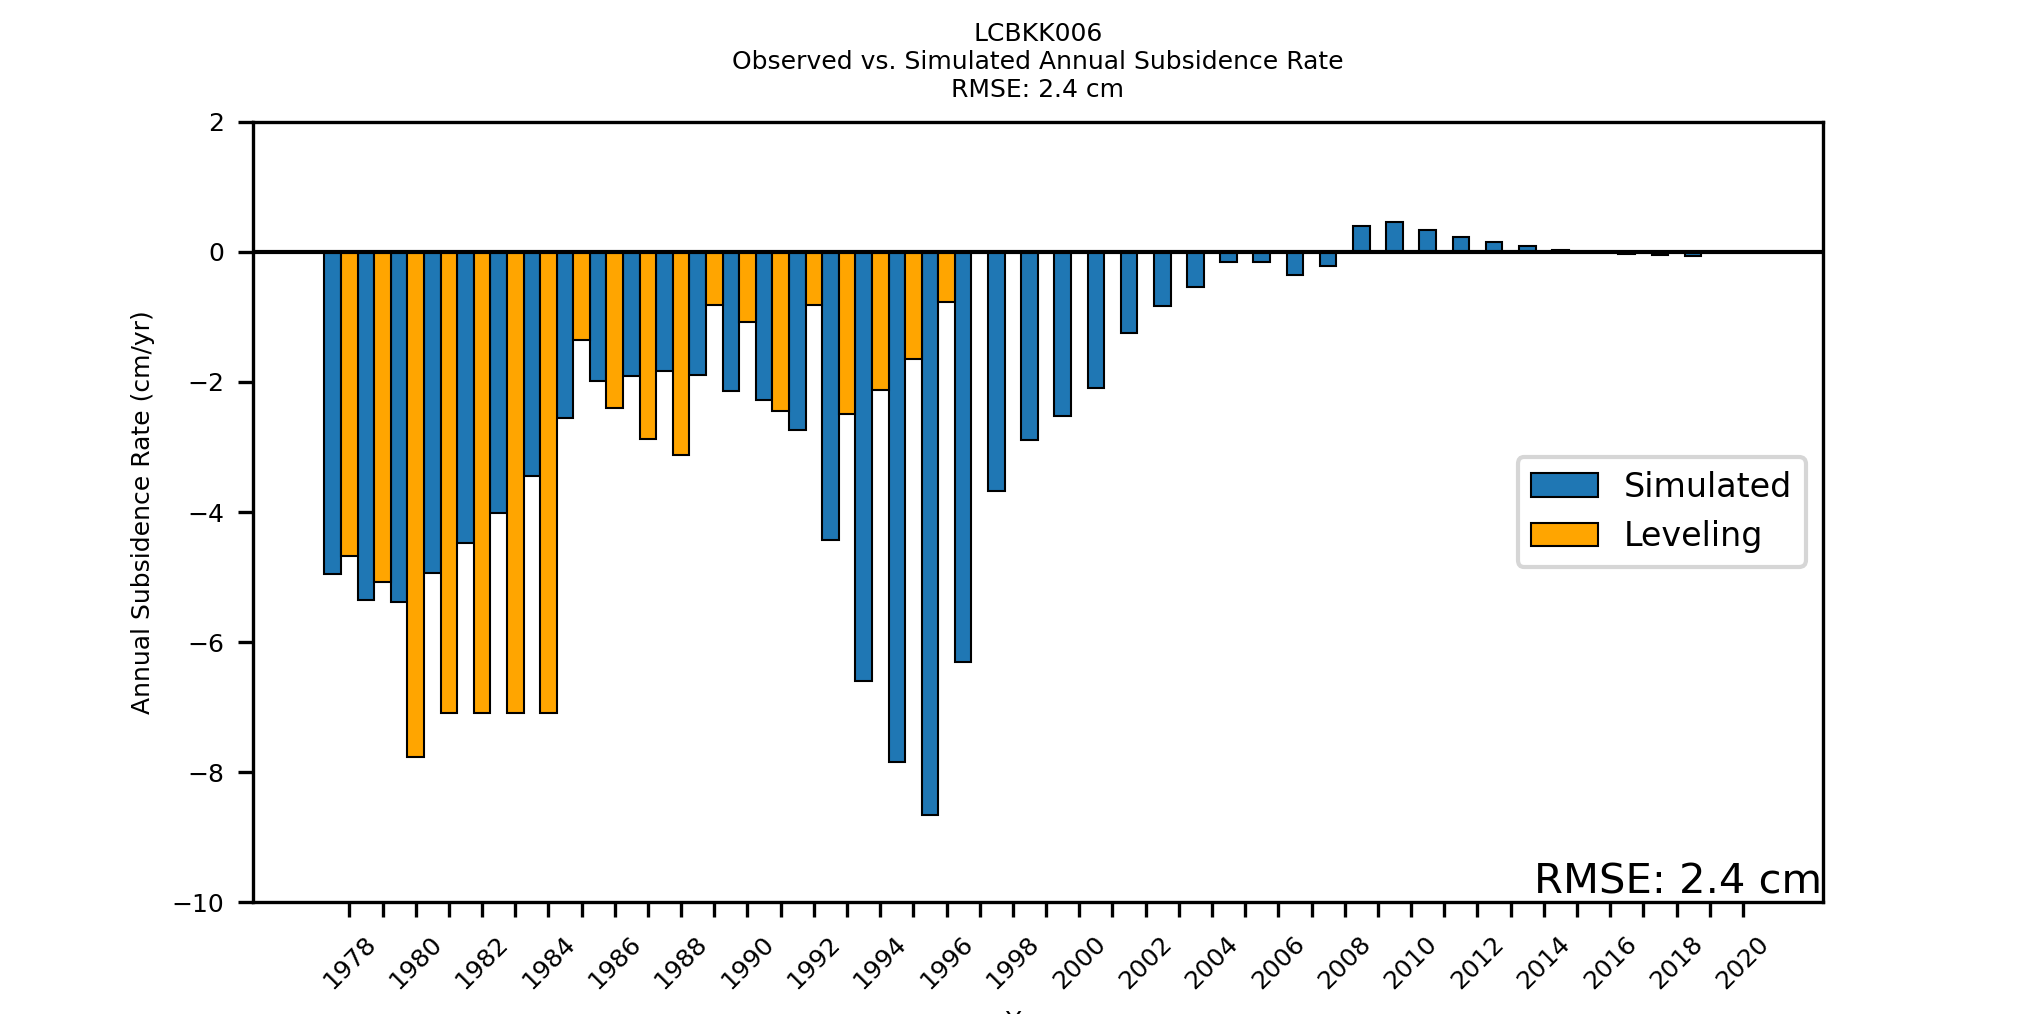 LCBKK006
Observed vs. Simulated Annual Subsidence Rate
RMSE: 2.4 cm
Annual Subsidence Rate (cm/yr)
2
0
−2
−4
−6
−8
−10
Simulated
Leveling
RMSE: 2.4 cm
1978 1980 1982 1984 1986 1988 1990 1992 1994 1996 1998 2000 2002 2004 2006 2008 2010 2012 2014 2016 2018 2020